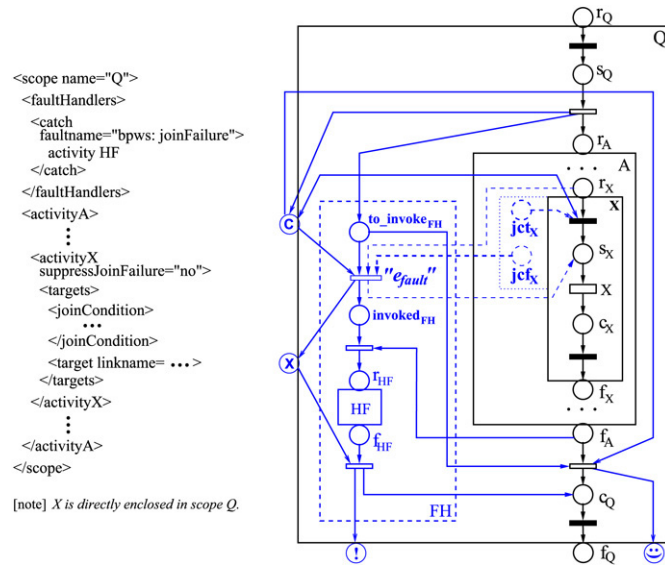 <scope name="Q">
<faultHandlers>
<catch
faultname="bpws: joinFailure">
activity HF
</catch>
</faultHandlers>
<activityA>
<activityX
suppressJoinFailure="no">
<targets>
<joinCondition>
...
</joinCondition>
<target linkname= ...>
</targets>
</activityX>
</activityA>
</scope>
[note] X is directly enclosed in scope Q.
rQ
Q
sQ
rA
A
...
rX
X
C
to_invokeFH
jctX
sX
jcfX
"efault"
X
invokedFH
cX
X
rHF
fX
HF
...
fHF
fA
cQ
FH
!
fQ